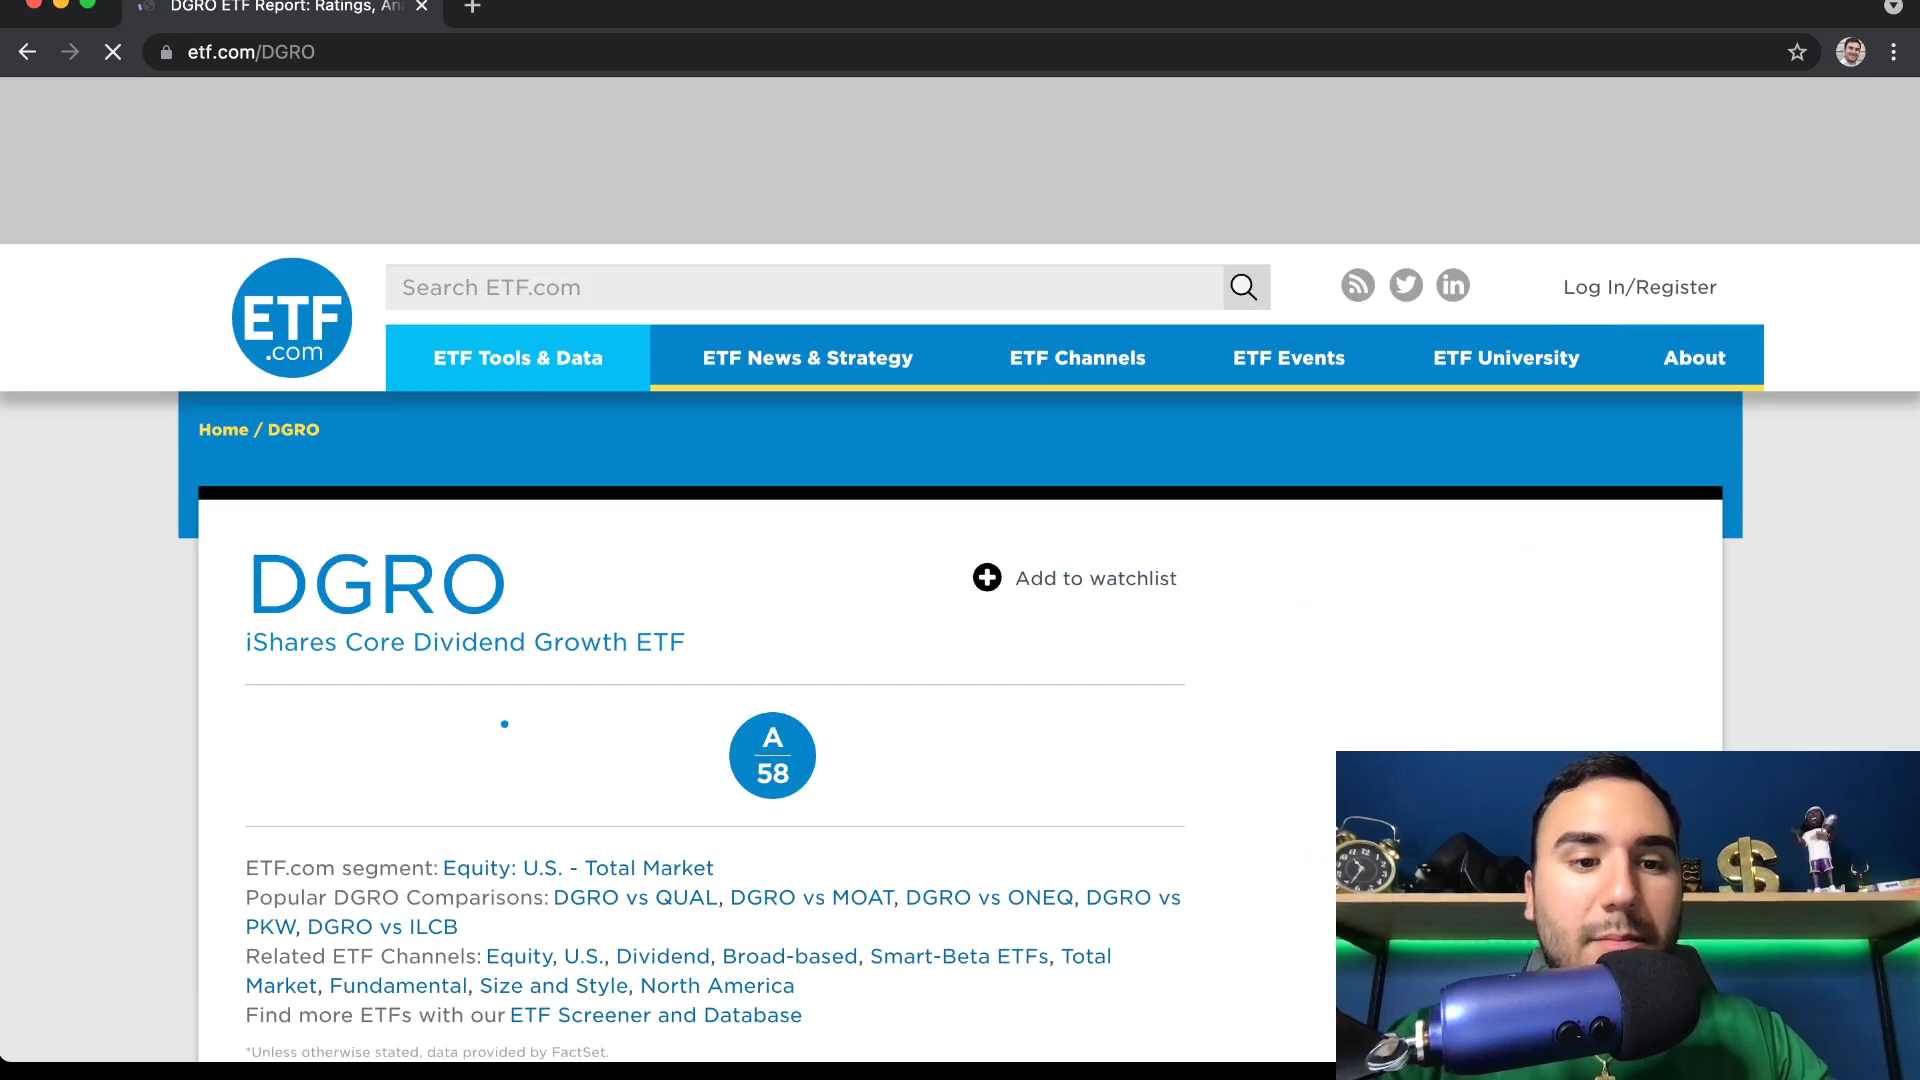 DGRO ETF Report: Ratings, An
etf.com/DGRO
ETF
.com
Search ETF.com
Log In/Register
ETF Tools & Data ETF News & Strategy ETF Channels ETF Events ETF University About
Home / DGRO
DGRO
Add to watchlist
iShares Core Dividend Growth ETF
A
58
ETF.com segment: Equity: U.S. - Total Market
Popular DGRO Comparisons: DGRO vs QUAL, DGRO vs MOAT, DGRO vs ONEQ, DGRO vs
PKW, DGRO vs ILCB
Related ETF Channels: Equity, U.S., Dividend, Broad-based, Smart-Beta ETFs, Total
Market, Fundamental, Size and Style, North America
Find more ETFs with our ETF Screener and Database
*Unless otherwise stated, data provided by FactSet.